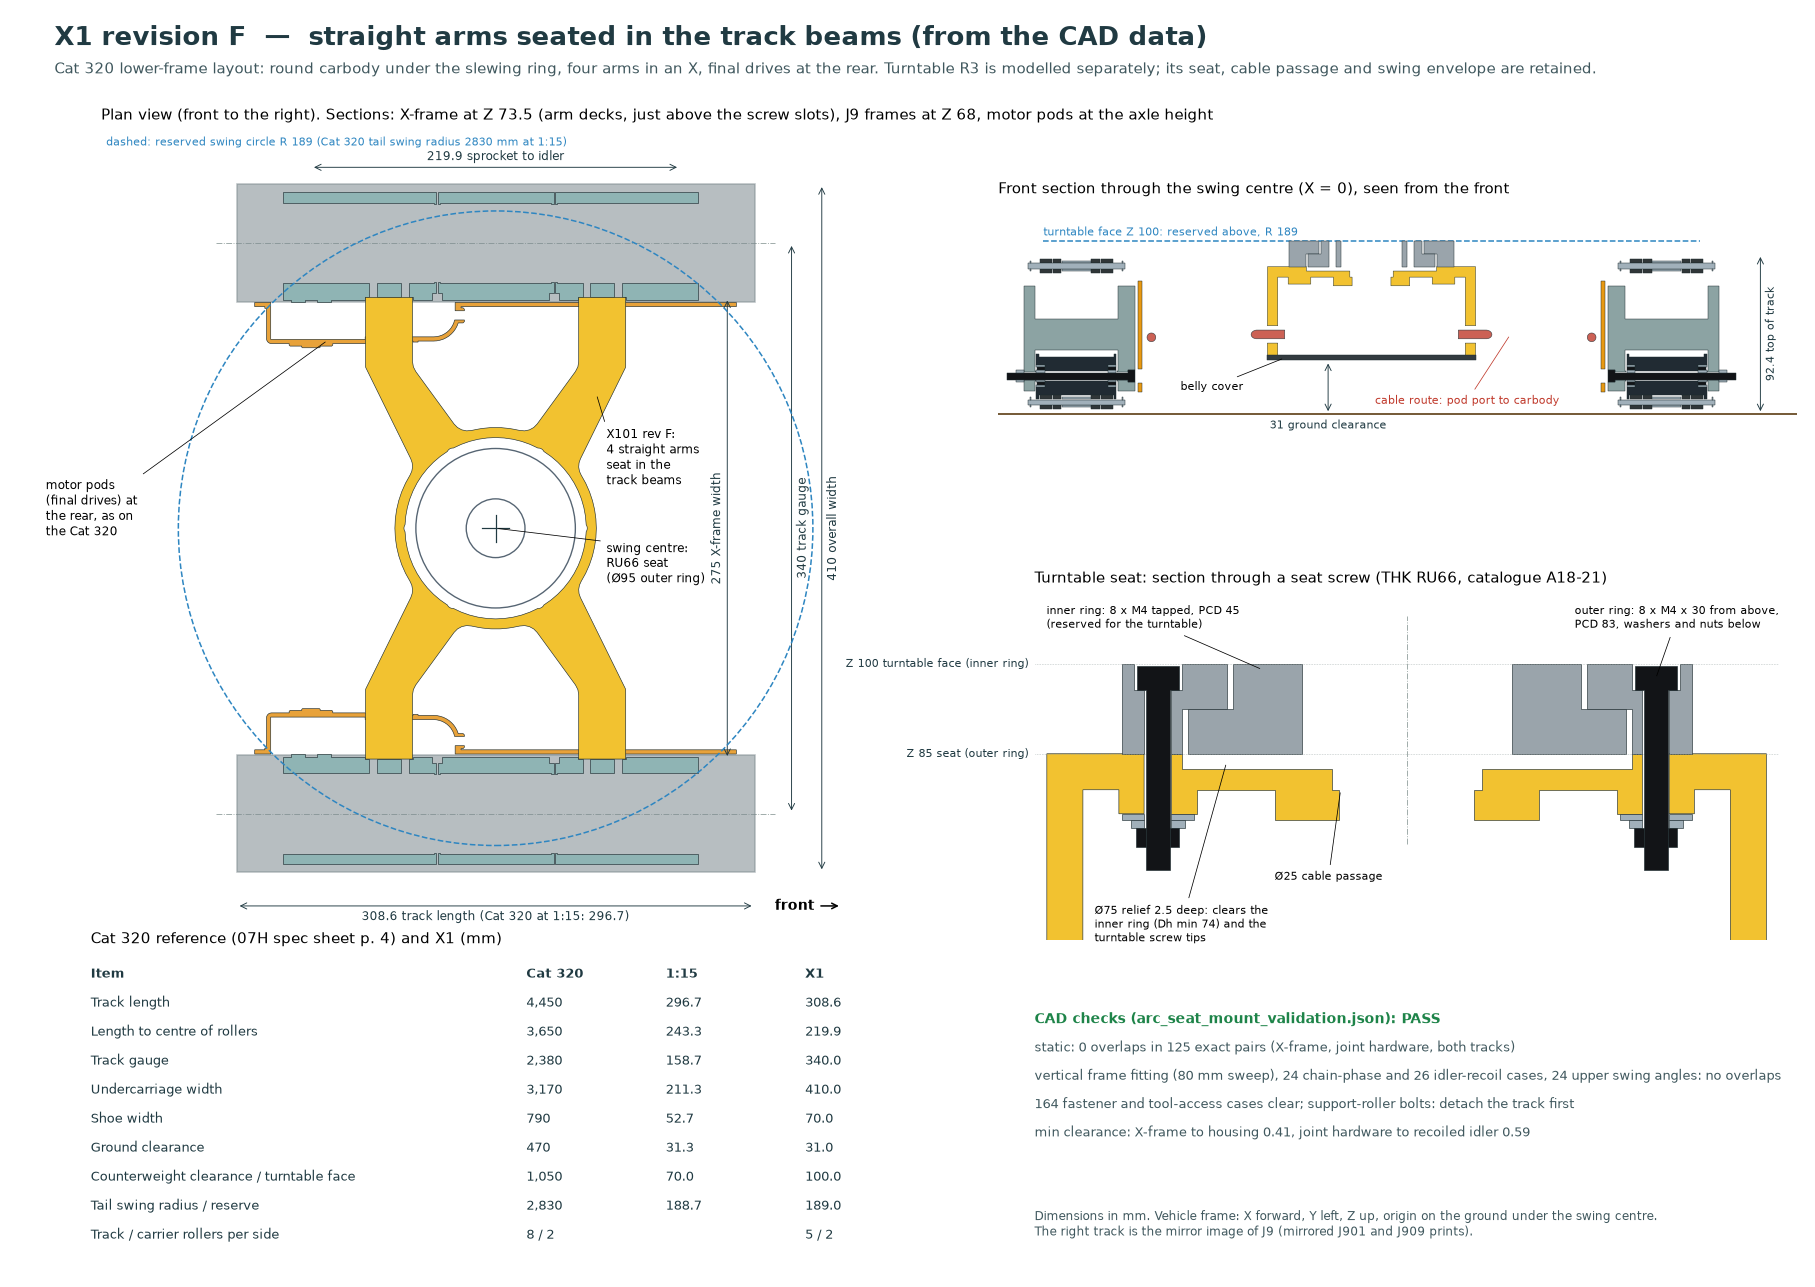 X1 revision F — straight arms seated in the track beams (from the CAD data)
Cat 320 lower-frame layout: round carbody under the slewing ring, four arms in an X, final drives at the rear. Turntable R3 is modelled separately; its seat, cable passage and swing envelope are retained.
Plan view (front to the right). Sections: X-frame at Z 73.5 (arm decks, just above the screw slots), J9 frames at Z 68, motor pods at the axle height
dashed: reserved swing circle R 189 (Cat 320 tail swing radius 2830 mm at 1:15)
219.9 sprocket to idler
motor pods
(final drives) at
the rear, as on
the Cat 320
X101 rev F:
4 straight arms
seat in the
track beams
swing centre:
RU66 seat
(Ø95 outer ring)
275 X-frame width
340 track gauge
410 overall width
308.6 track length (Cat 320 at 1:15: 296.7)
front
Front section through the swing centre (X = 0), seen from the front
turntable face Z 100: reserved above, R 189
belly cover
cable route: pod port to carbody
31 ground clearance
92.4 top of track
Turntable seat: section through a seat screw (THK RU66, catalogue A18-21)
inner ring: 8 x M4 tapped, PCD 45
(reserved for the turntable)
outer ring: 8 x M4 x 30 from above,
PCD 83, washers and nuts below
Z 100 turntable face (inner ring)
Z 85 seat (outer ring)
Ø25 cable passage
Ø75 relief 2.5 deep: clears the
inner ring (Dh min 74) and the
turntable screw tips
Cat 320 reference (07H spec sheet p. 4) and X1 (mm)
Item Cat 320 1:15 X1
Track length 4,450 296.7 308.6
Length to centre of rollers 3,650 243.3 219.9
Track gauge 2,380 158.7 340.0
Undercarriage width 3,170 211.3 410.0
Shoe width 790 52.7 70.0
Ground clearance 470 31.3 31.0
Counterweight clearance / turntable face 1,050 70.0 100.0
Tail swing radius / reserve 2,830 188.7 189.0
Track / carrier rollers per side 8 / 2 5 / 2
CAD checks (arc_seat_mount_validation.json): PASS
static: 0 overlaps in 125 exact pairs (X-frame, joint hardware, both tracks)
vertical frame fitting (80 mm sweep), 24 chain-phase and 26 idler-recoil cases, 24 upper swing angles: no overlaps
164 fastener and tool-access cases clear; support-roller bolts: detach the track first
min clearance: X-frame to housing 0.41, joint hardware to recoiled idler 0.59
Dimensions in mm. Vehicle frame: X forward, Y left, Z up, origin on the ground under the swing centre.
The right track is the mirror image of J9 (mirrored J901 and J909 prints).